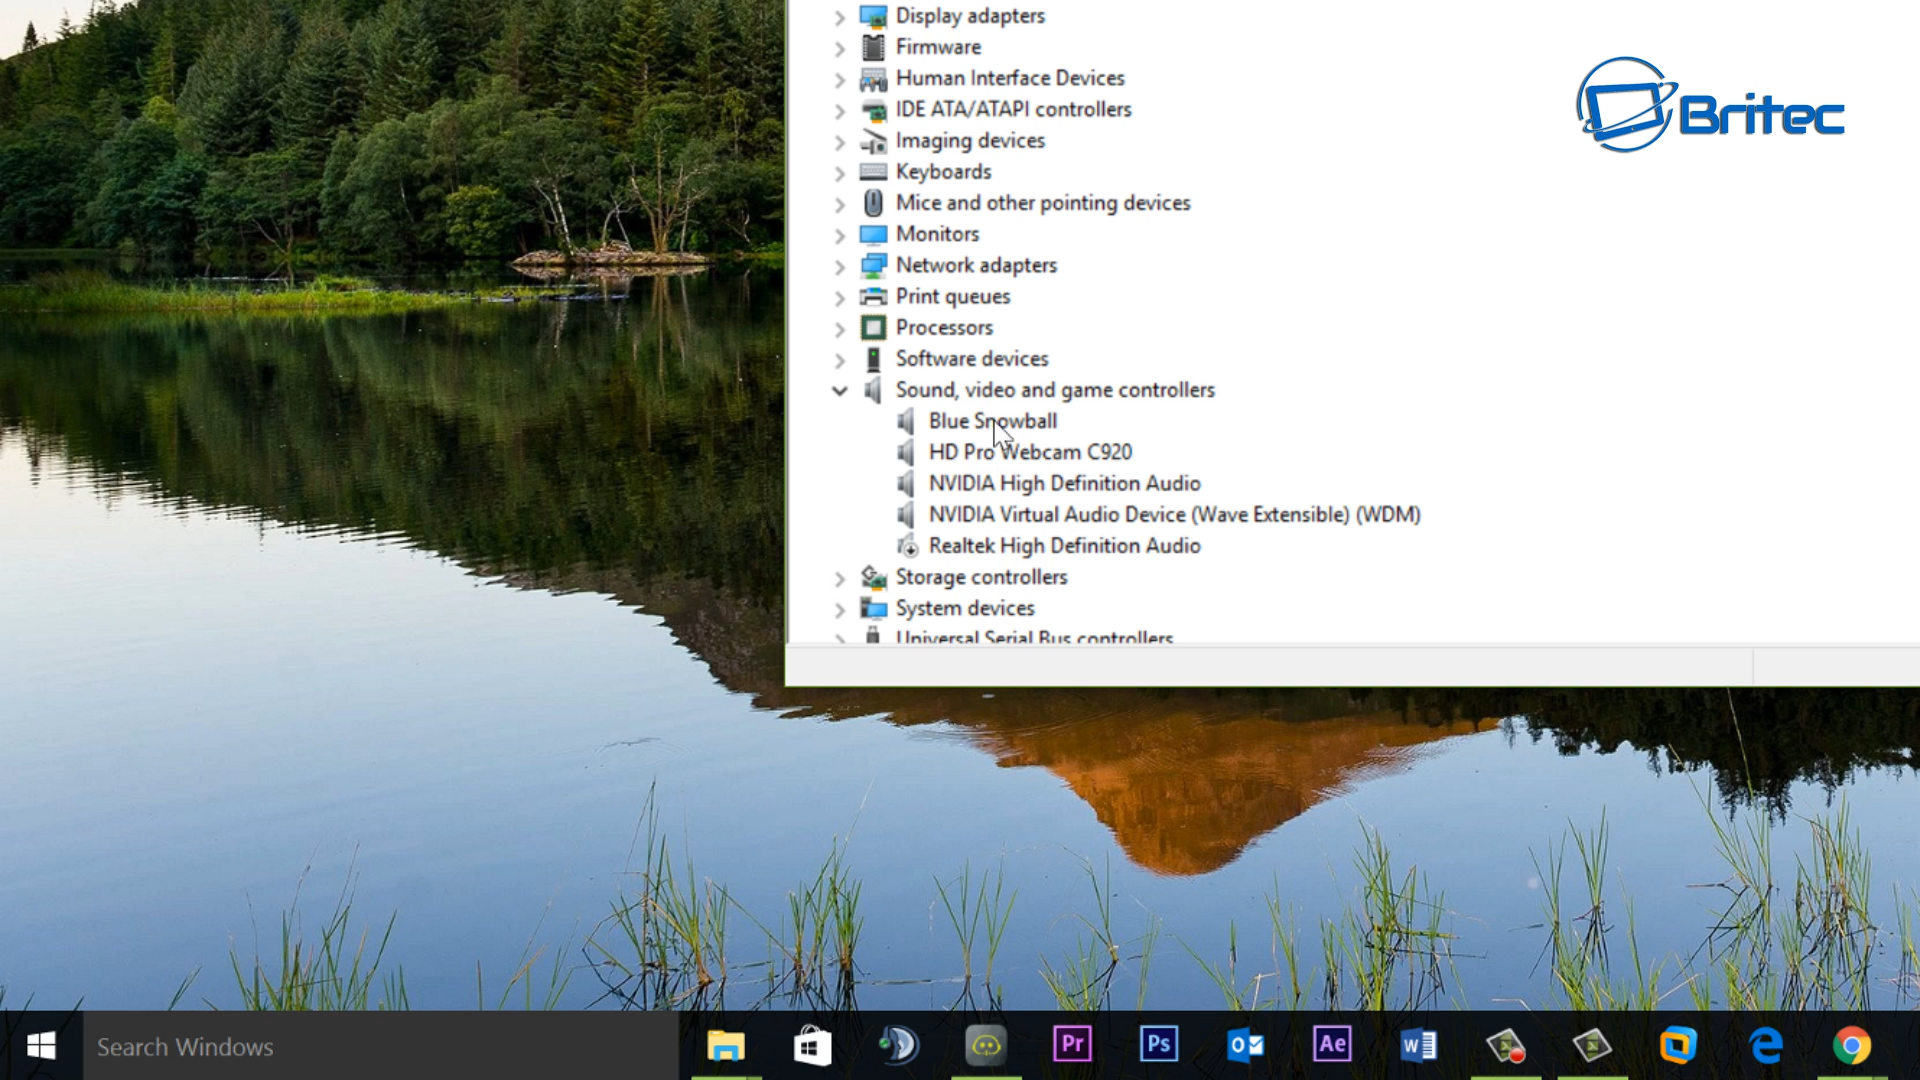 Display adapters
Firmware
Human Interface Devices
IDE ATA/ATAPI controllers
Imaging devices
Keyboards
Mice and other pointing devices
Monitors
Network adapters
Print queues
Processors
Software devices
Sound, video and game controllers
Blue Snowball
HD Pro Webcam C920
NVIDIA High Definition Audio
NVIDIA Virtual Audio Device (Wave Extensible) (WDM)
Realtek High Definition Audio
Storage controllers
System devices
Universal Serial Bus controllers
Britec
Search Windows
Pr
Ps
Ae